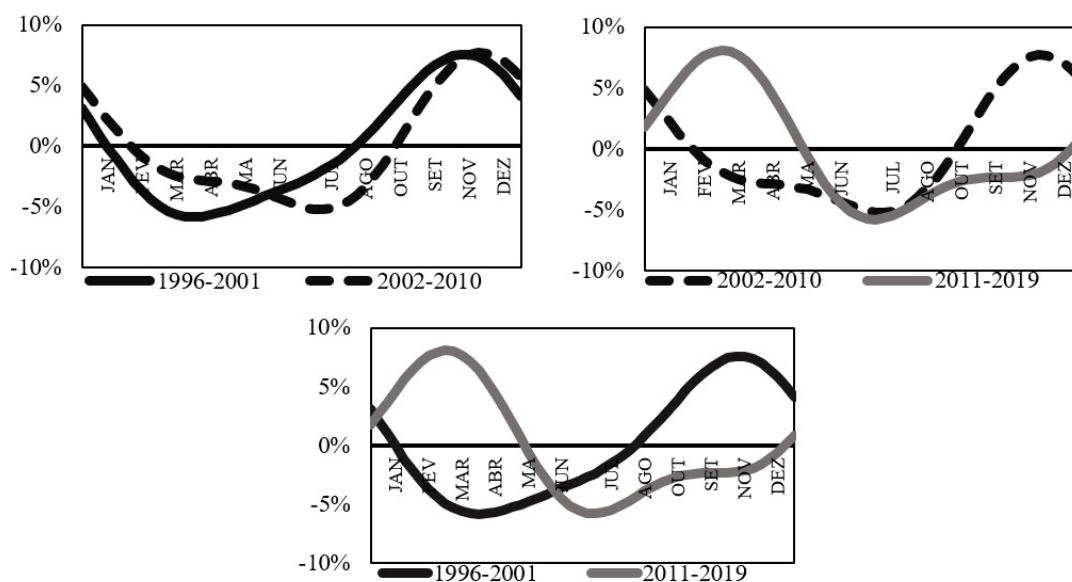 10%
5%
0%
JAN
FEV
MAR
ABR
MA
JUN
JUL
AGO
OUT
SET
NOV
DEZ
-5%
-10%
1996-2001 2002-2010
10%
5%
0%
JAN
FEV
MAR
ABR
MA
JUN
JUL
AGO
OUT
SET
NOV
DEZ
-5%
-10%
2002-2010 2011-2019
10%
5%
0%
JAN
FEV
MAR
ABR
MA
JUN
JUL
AGO
OUT
SET
NOV
DEZ
-5%
-10%
1996-2001 2011-2019